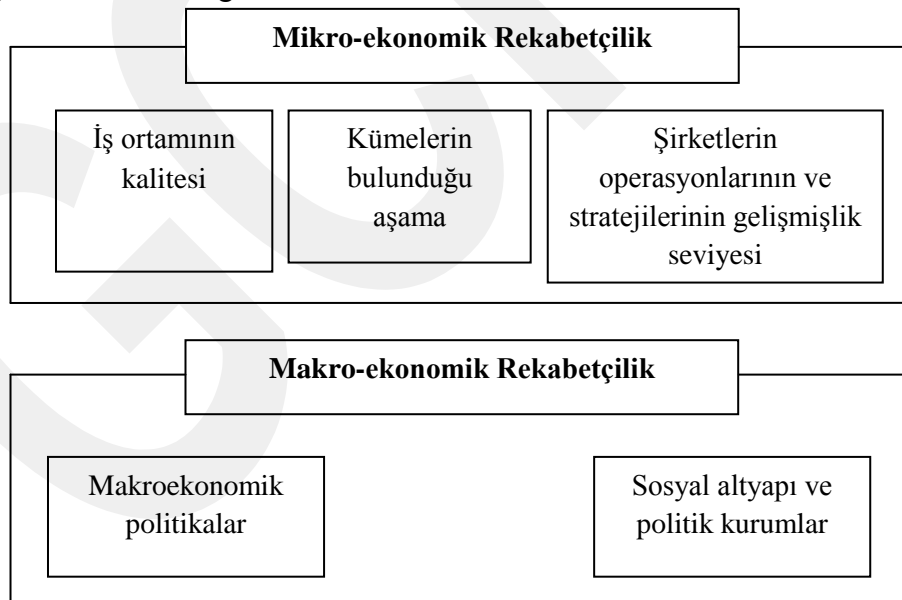 Mikro-ekonomik Rekabetçilik
İş ortamının
kalitesi
Kümelerin
bulunduğu
aşama
Şirketlerin
operasyonlarının ve
stratejilerinin gelişmişlik
seviyesi
Makro-ekonomik Rekabetçilik
Makroekonomik
politikalar
Sosyal altyapı ve
politik kurumlar